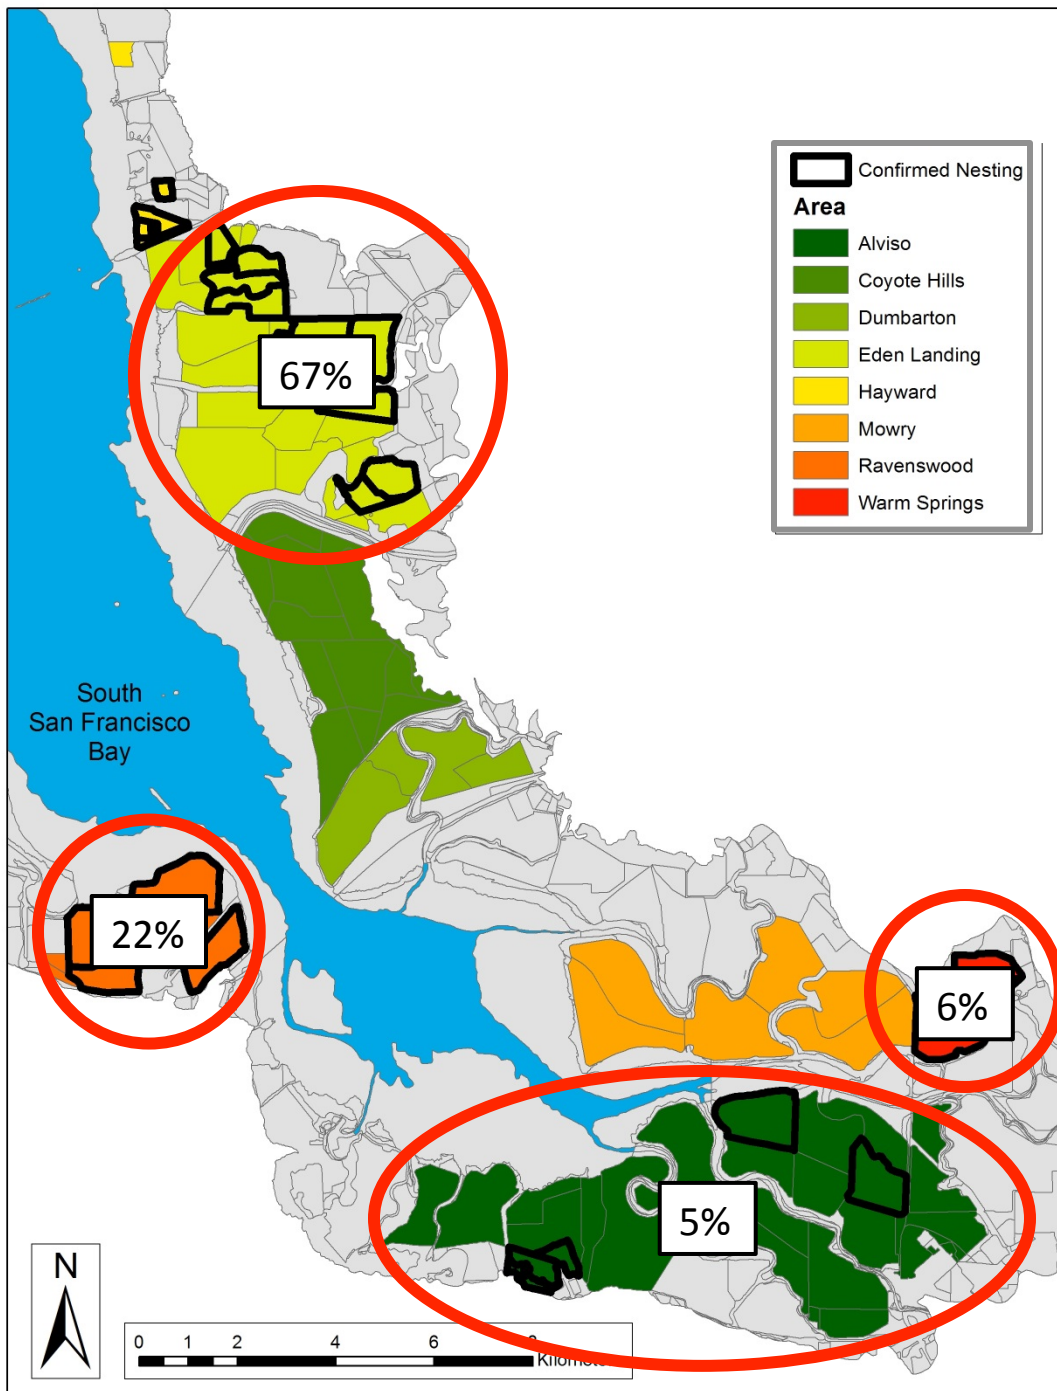 Confirmed Nesting
Area
Alviso
Coyote Hills
Dumbarton
Eden Landing
Hayward
Mowry
Ravenswood
Warm Springs
67%
South
San Francisco
Bay
22%
6%
5%
N
0 1 2 4 6 8